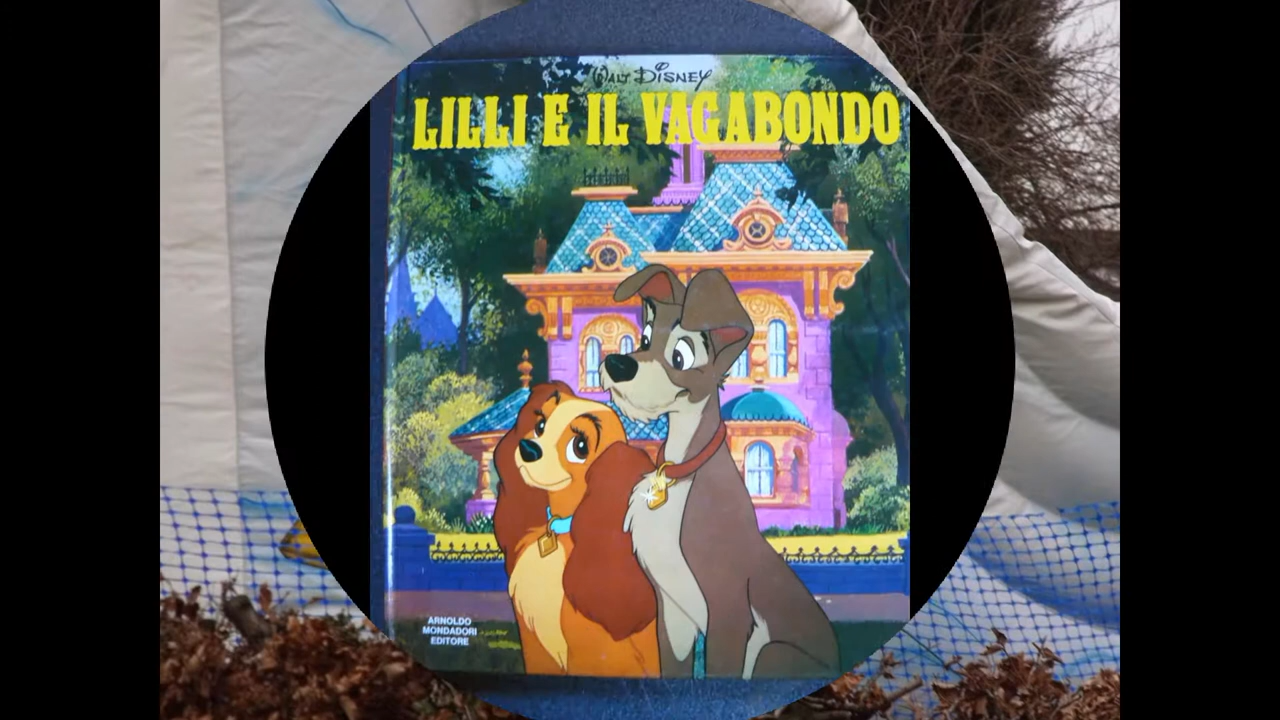 WALT DISNEY
LILLI E IL VAGABONDO
ARNOLDO
MONDADORI
EDITORE